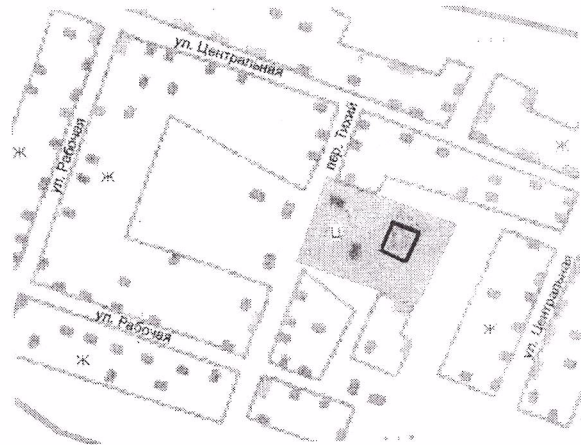 ул. Центральная
пер. Тихий
ул. Рабочая
Ж
Ж
Ж
Ц
ул. Рабочая
Ж
Ж
ул. Центральная